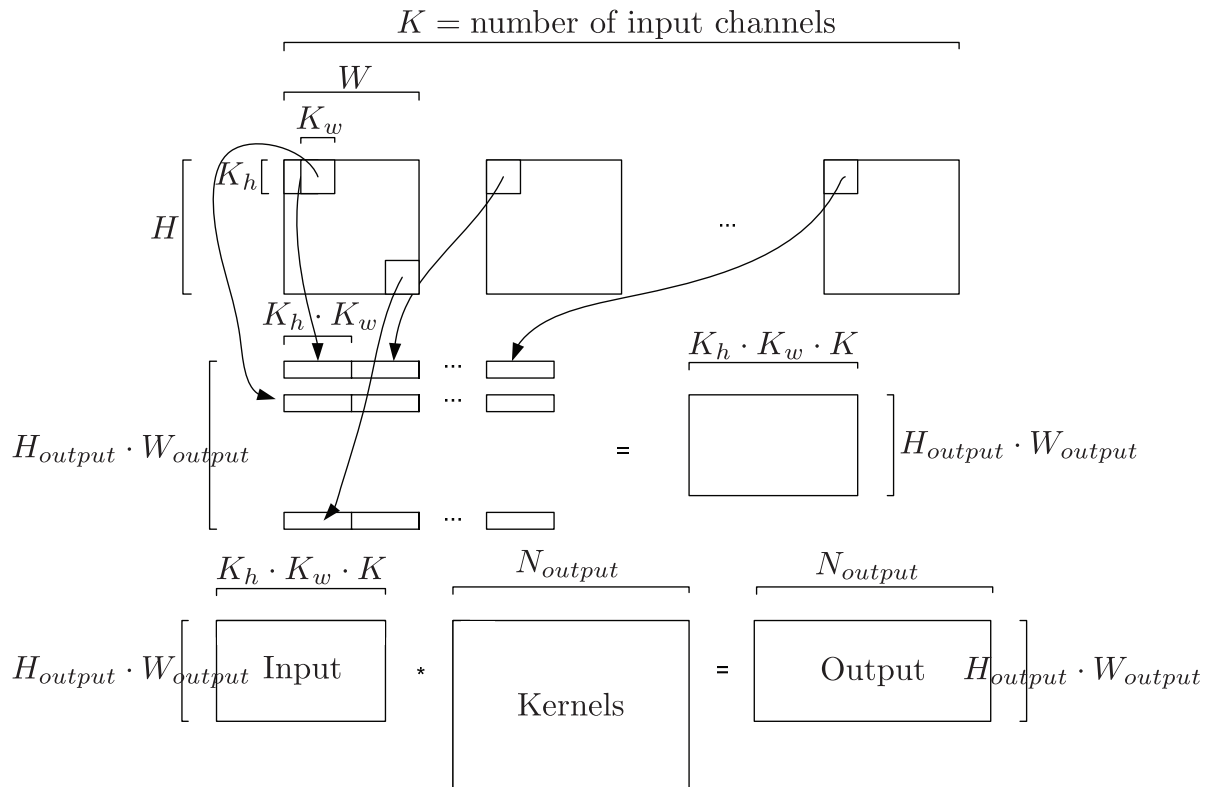 K = number of input channels
W
K_w
K_h
H
...
K_h · K_w
...
K_h · K_w · K
...
H_output · W_output
=
H_output · W_output
...
K_h · K_w · K
N_output
N_output
H_output · W_output
Input
*
Kernels
=
Output
H_output · W_output